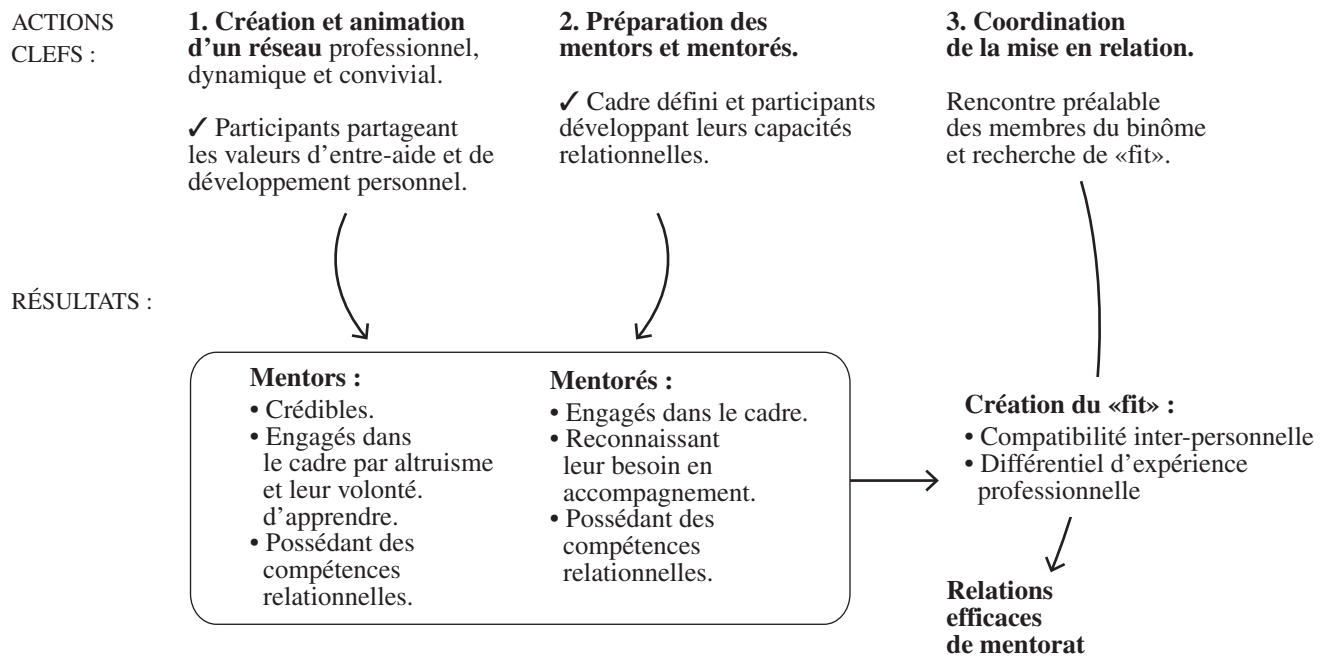 ACTIONS
CLEFS :
1. Création et animation
d’un réseau professionnel,
dynamique et convivial.
✓ Participants partageant
les valeurs d’entre-aide et de
développement personnel.
2. Préparation des
mentors et mentorés.
✓ Cadre défini et participants
développant leurs capacités
relationnelles.
3. Coordination
de la mise en relation.
Rencontre préalable
des membres du binôme
et recherche de «fit».
RÉSULTATS :
Mentors :
• Crédibles.
• Engagés dans
le cadre par altruisme
et leur volonté.
d’apprendre.
• Possédant des
compétences
relationnelles.
Mentorés :
• Engagés dans le cadre.
• Reconnaissant
leur besoin en
accompagnement.
• Possédant des
compétences
relationnelles.
Création du «fit» :
• Compatibilité inter-personnelle
• Différentiel d’expérience
professionnelle
Relations
efficaces
de mentorat